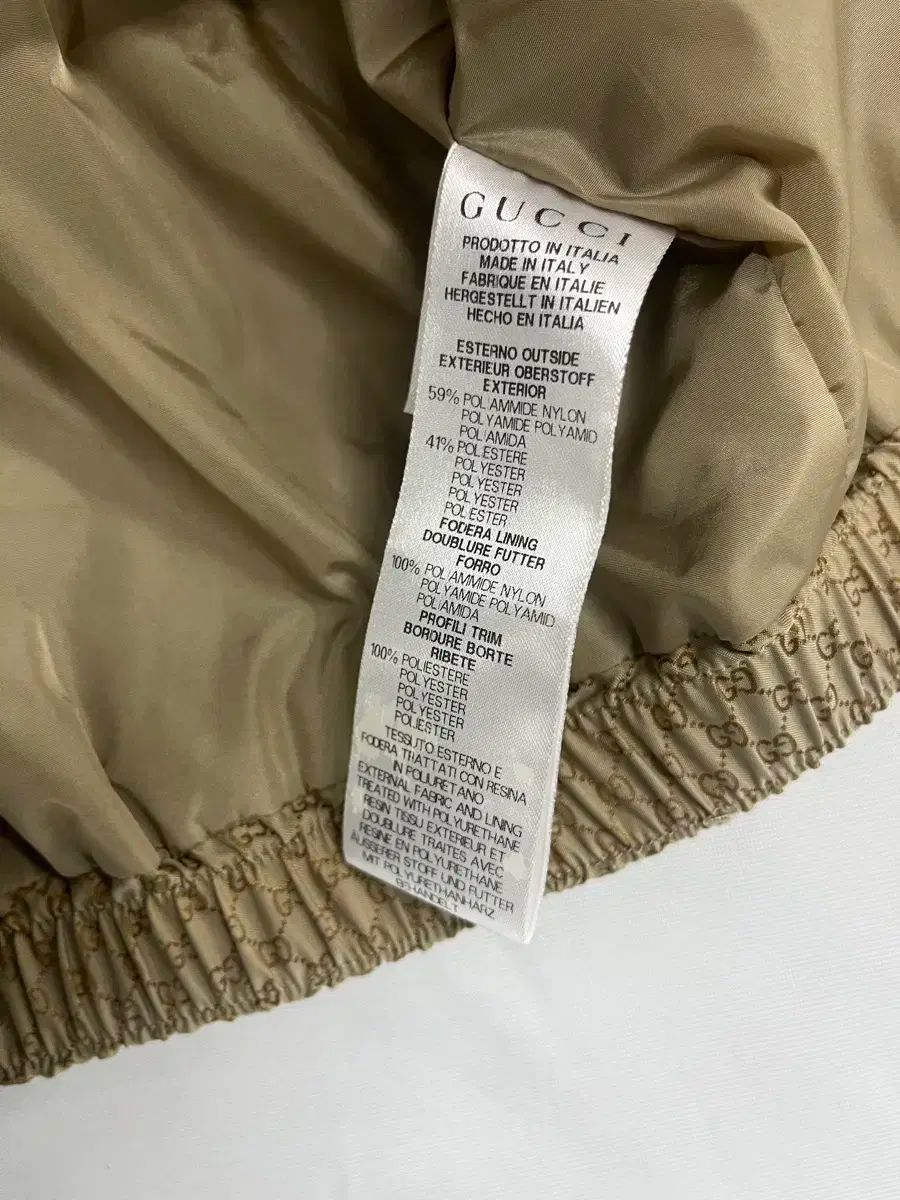 GUCCI
PRODOTTO IN ITALIA
MADE IN ITALY
FABRIQUE EN ITALIE
HERGESTELLT IN ITALIEN
HECHO EN ITALIA
ESTERNO OUTSIDE
EXTERIEUR OBERSTOFF
EXTERIOR
59% POLIAMMIDE NYLON
POLYAMIDE POLYAMID
POLIAMIDA
41% POLIESTERE
POLYESTER
POLYESTER
POLYESTER
POLIESTER
FODERA LINING
DOUBLURE FUTTER
FORRO
100% POLIAMMIDE NYLON
POLYAMIDE POLYAMID
POLIAMIDA
PROFILI TRIM
BORDURE BORTE
RIBETE
100% POLIESTERE
POLYESTER
POLYESTER
POLYESTER
POLIESTER
TESSUTO ESTERNO E
FODERA TRATTATI CON RESINA
IN POLIURETANO
EXTERNAL FABRIC AND LINING
TREATED WITH POLYURETHANE
RESIN TISSU EXTERIEUR ET
DOUBLURE TRAITES AVEC
RESINE EN POLYURETHANE
ÄUSSERER STOFF UND FUTTER
MIT POLYURETHANHARZ
BEHANDELT